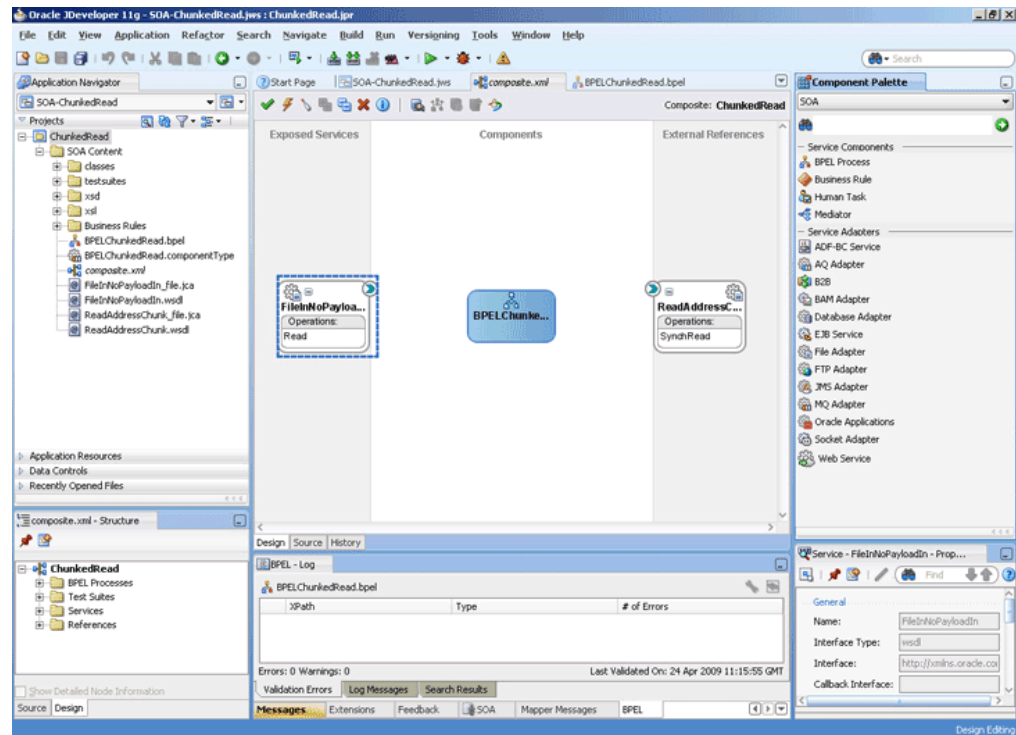 Oracle JDeveloper 11g - SOA-ChunkedRead.jws : ChunkedRead.jpr
File Edit View Application Refactor Search Navigate Build Run Versioning Tools Window Help
Search
Application Navigator
SOA-ChunkedRead
Projects
ChunkedRead
SOA Content
classes
testsuites
xsd
xsl
Business Rules
BPELChunkedRead.bpel
BPELChunkedRead.componentType
composite.xml
FileInNoPayloadIn_file.jca
FileInNoPayloadIn.wsdl
ReadAddressChunk_file.jca
ReadAddressChunk.wsdl
Application Resources
Data Controls
Recently Opened Files
composite.xml - Structure
ChunkedRead
BPEL Processes
Test Suites
Services
References
Show Detailed Node Information
Source Design
Start Page SOA-ChunkedRead.jws composite.xml BPELChunkedRead.bpel
Composite: ChunkedRead
Exposed Services Components External References
FileInNoPayloa...
Operations:
Read
BPELChunke...
ReadAddressC...
Operations:
SynchRead
Design Source History
BPEL - Log
BPELChunkedRead.bpel
XPath Type # of Errors
Errors: 0 Warnings: 0 Last Validated On: 24 Apr 2009 11:15:55 GMT
Validation Errors Log Messages Search Results
Messages Extensions Feedback SOA Mapper Messages BPEL
Component Palette
SOA
Service Components
BPEL Process
Business Rule
Human Task
Mediator
Service Adapters
ADF-BC Service
AQ Adapter
B2B
BAM Adapter
Database Adapter
EJB Service
File Adapter
FTP Adapter
JMS Adapter
MQ Adapter
Oracle Applications
Socket Adapter
Web Service
Service - FileInNoPayloadIn - Prop...
Find
General
Name: FileInNoPayloadIn
Interface Type: wsdl
Interface: http://xmlns.oracle.co
Callback Interface:
Design Editing